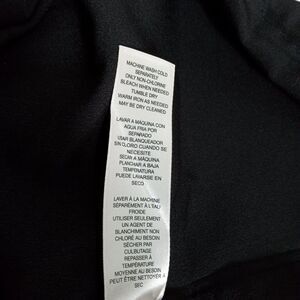 MACHINE WASH COLD
SEPARATELY
ONLY NON-CHLORINE
BLEACH WHEN NEEDED
TUMBLE DRY
WARM IRON AS NEEDED
MAY BE DRY CLEANED
LAVAR A MAQUINA CON
AGUA FRIA POR
SEPARADO
USAR BLANQUEADOR
SIN CLORO CUANDO SE
NECESITE
SECAR A MÁQUINA
PLANCHAR A BAJA
TEMPERATURA
PUEDE LAVARSE EN
SECO
LAVER À LA MACHINE
SÉPARÉMENT À L'EAU
FROIDE
UTILISER SEULEMENT
UN AGENT DE
BLANCHIMENT NON
CHLORÉ AU BESOIN
SÉCHER PAR
CULBUTAGE
REPASSER À
TEMPÉRATURE
MOYENNE AU BESOIN
PEUT ÊTRE NETTOYÉ À
SEC